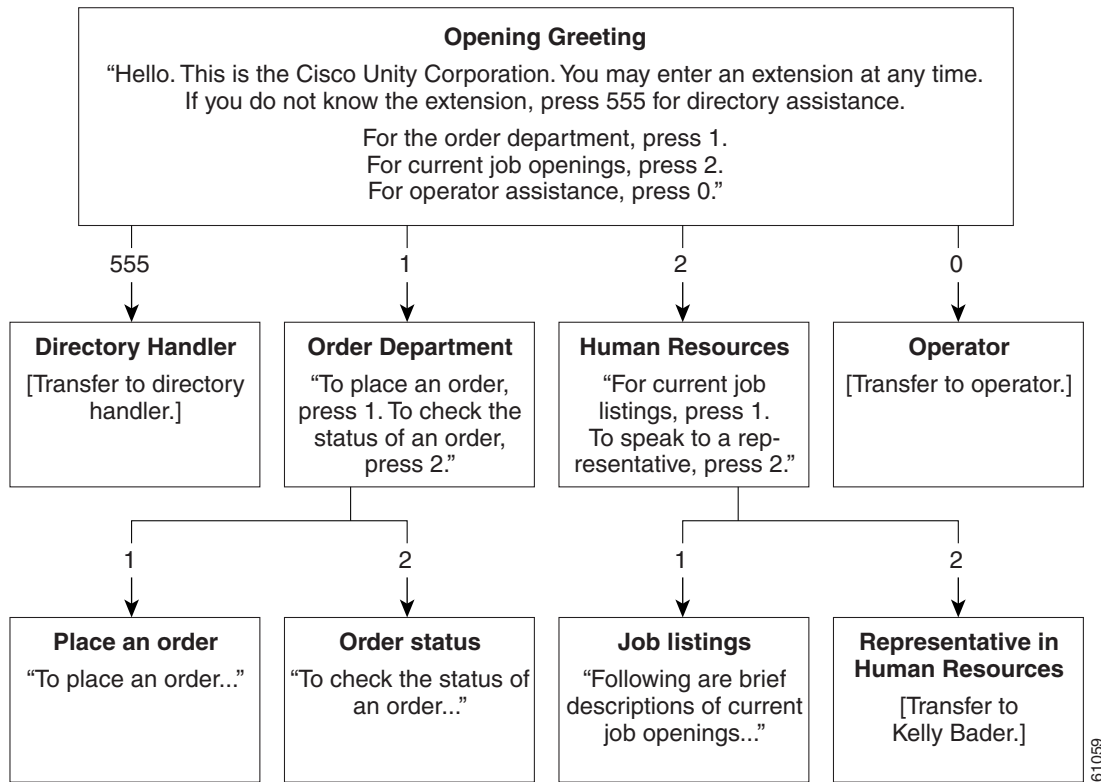 Opening Greeting
“Hello. This is the Cisco Unity Corporation. You may enter an extension at any time.
If you do not know the extension, press 555 for directory assistance.
For the order department, press 1.
For current job openings, press 2.
For operator assistance, press 0.”
555
1
2
0
Directory Handler
[Transfer to directory
handler.]
Order Department
“To place an order,
press 1. To check the
status of an order,
press 2.”
Human Resources
“For current job
listings, press 1.
To speak to a rep-
resentative, press 2.”
Operator
[Transfer to operator.]
1
2
1
2
Place an order
“To place an order...”
Order status
“To check the status of
an order...”
Job listings
“Following are brief
descriptions of current
job openings...”
Representative in
Human Resources
[Transfer to
Kelly Bader.]
61059